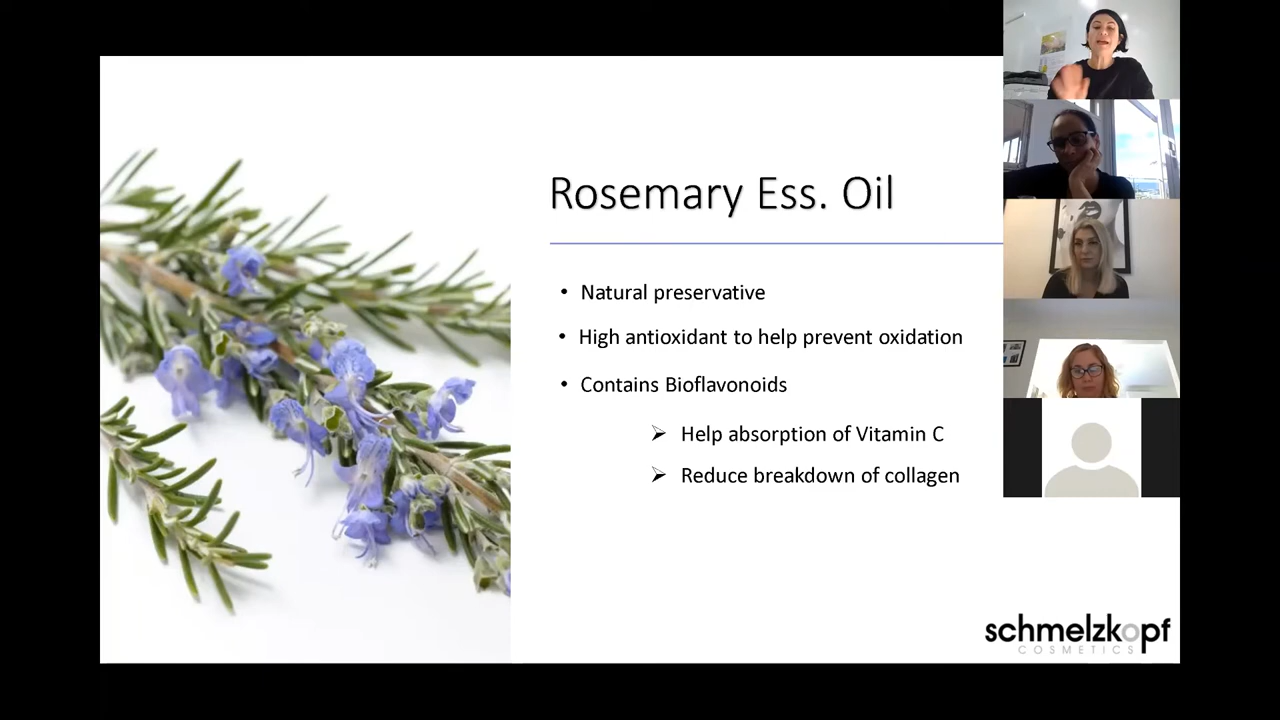 Rosemary Ess. Oil
• Natural preservative
• High antioxidant to help prevent oxidation
• Contains Bioflavonoids
➢ Help absorption of Vitamin C
➢ Reduce breakdown of collagen
schmelzkopf
COSMETICS